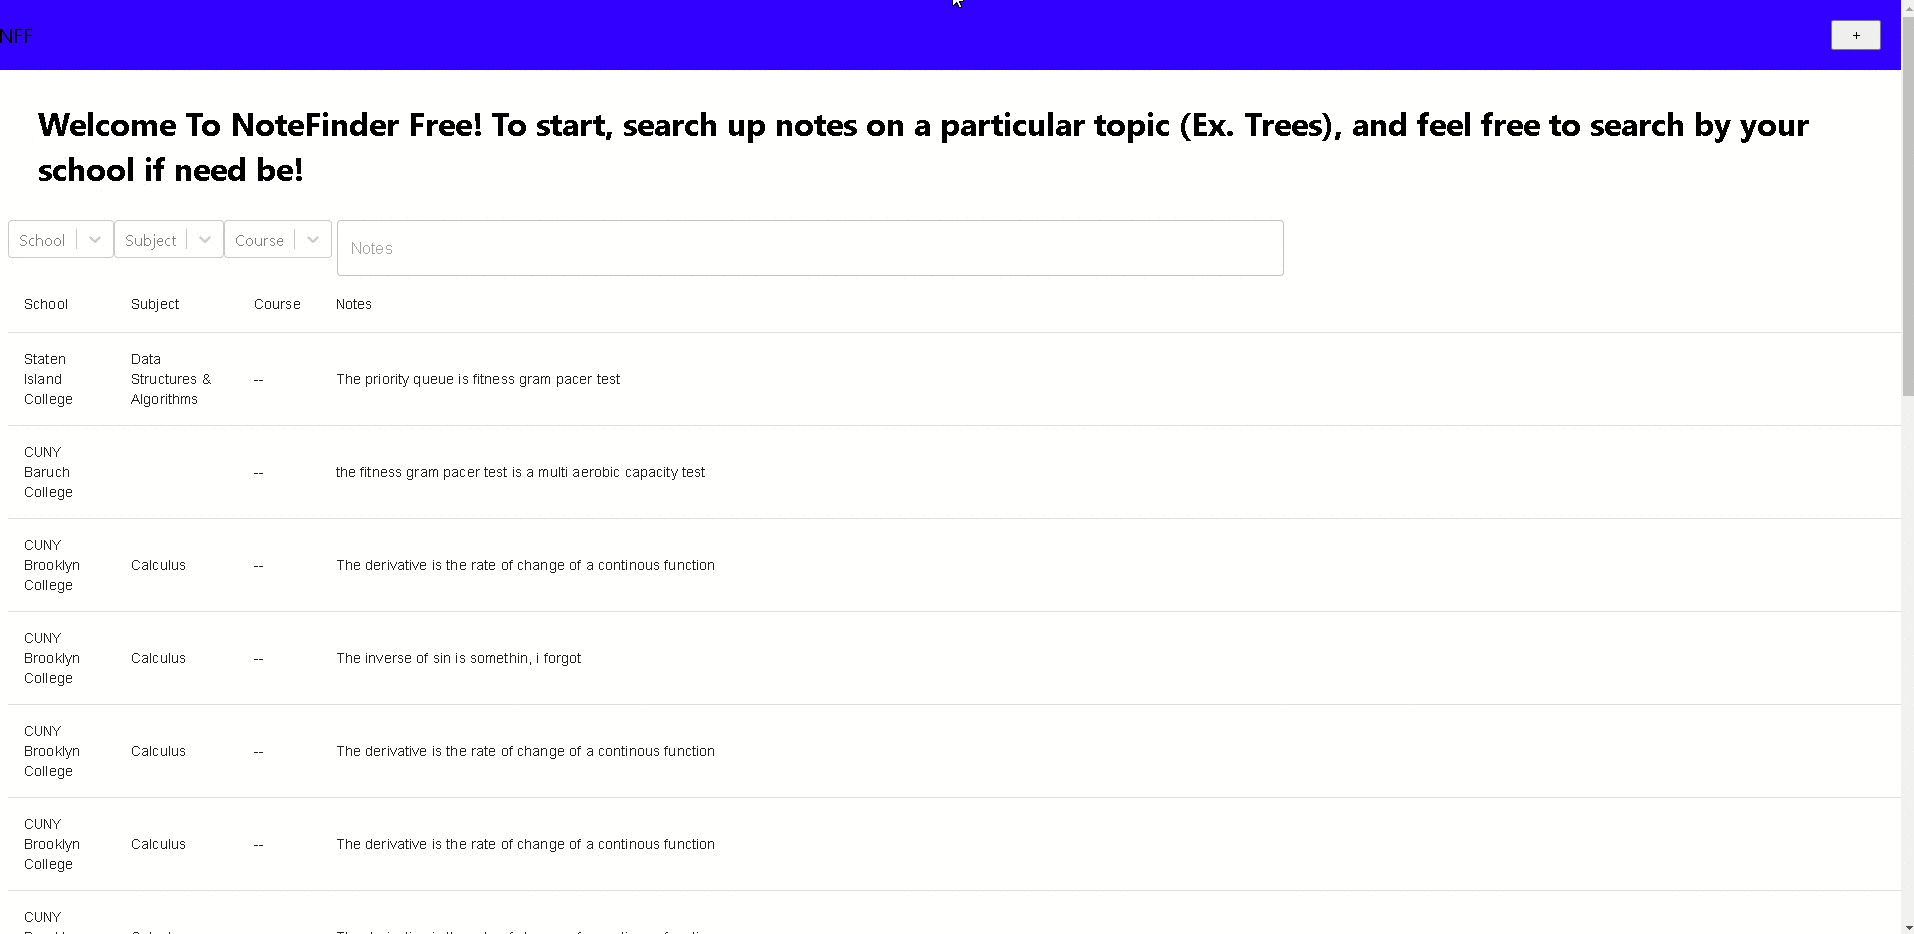 NFF
+
Welcome To NoteFinder Free! To start, search up notes on a particular topic (Ex. Trees), and feel free to search by your
school if need be!
School Subject Course Notes
School Subject Course Notes
Staten Island College Data Structures & Algorithms -- The priority queue is fitness gram pacer test
CUNY Baruch College -- the fitness gram pacer test is a multi aerobic capacity test
CUNY Brooklyn College Calculus -- The derivative is the rate of change of a continous function
CUNY Brooklyn College Calculus -- The inverse of sin is somethin, i forgot
CUNY Brooklyn College Calculus -- The derivative is the rate of change of a continous function
CUNY Brooklyn College Calculus -- The derivative is the rate of change of a continous function
CUNY